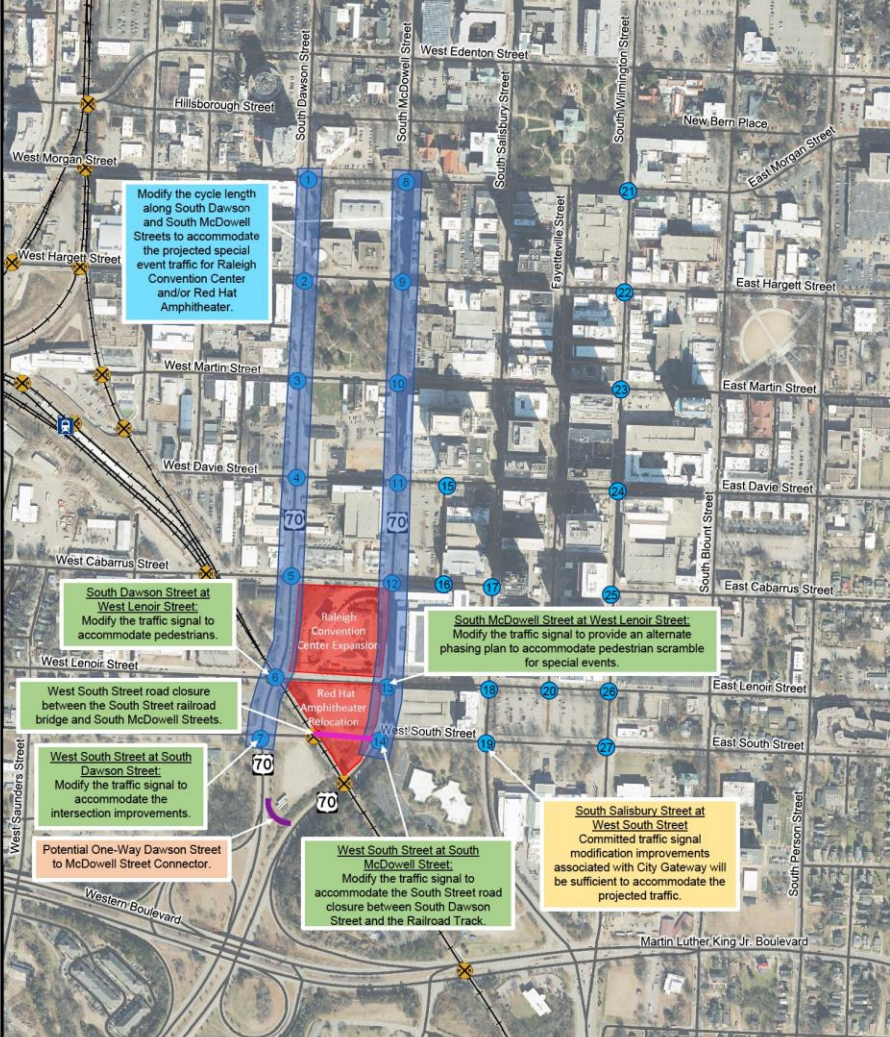 South Dawson Street
South McDowell Street
West Edenton Street
South Salisbury Street
South Wilmington Street
Hillsborough Street
New Bern Place
East Morgan Street
West Morgan Street
1
8
21
Modify the cycle length
along South Dawson
and South McDowell
Streets to accommodate
the projected special
event traffic for Raleigh
Convention Center
and/or Red Hat
Amphitheater.
Fayetteville Street
West Hargett Street
2
9
22
East Hargett Street
West Martin Street
3
10
23
East Martin Street
West Davie Street
4
11
15
24
East Davie Street
70
70
South Blount Street
West Cabarrus Street
5
12
16
17
25
East Cabarrus Street
South Dawson Street at
West Lenoir Street:
Modify the traffic signal to
accommodate pedestrians.
Raleigh
Convention
Center Expansion
South McDowell Street at West Lenoir Street:
Modify the traffic signal to provide an alternate
phasing plan to accommodate pedestrian scramble
for special events.
West Lenoir Street
6
13
18
20
26
East Lenoir Street
West South Street road closure
between the South Street railroad
bridge and South McDowell Streets.
Red Hat
Amphitheater
Relocation
West South Street
7
14
19
27
East South Street
West Saunders Street
West South Street at South
Dawson Street:
Modify the traffic signal to
accommodate the
intersection improvements.
70
70
South Person Street
Potential One-Way Dawson Street
to McDowell Street Connector.
West South Street at South
McDowell Street:
Modify the traffic signal to
accommodate the South Street road
closure between South Dawson
Street and the Railroad Track.
South Salisbury Street at
West South Street
Committed traffic signal
modification improvements
associated with City Gateway will
be sufficient to accommodate the
projected traffic.
Western Boulevard
Martin Luther King Jr. Boulevard